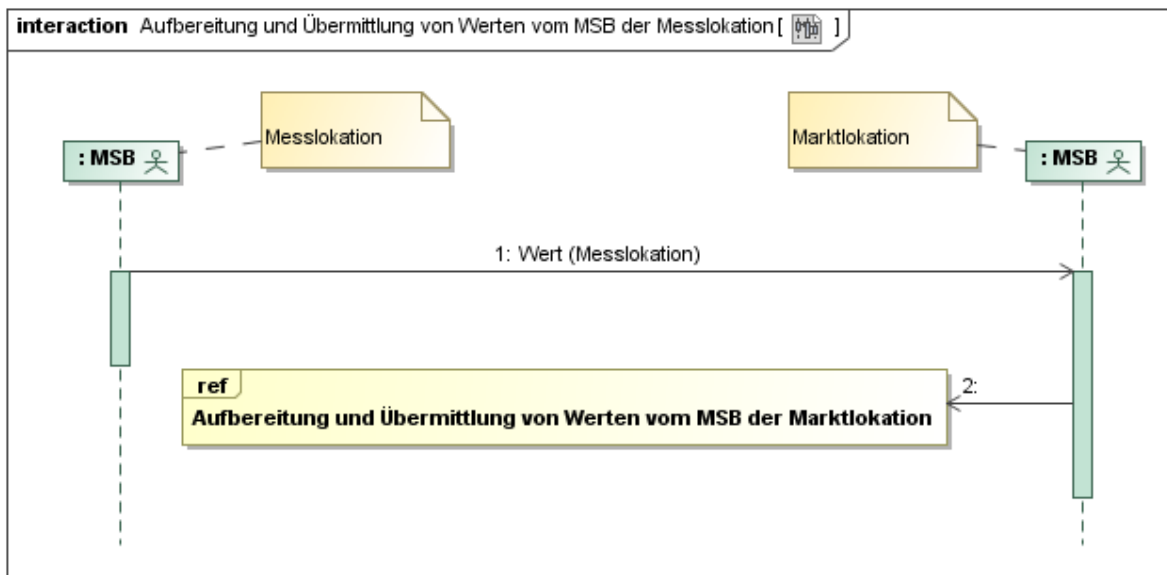 interaction Aufbereitung und Übermittlung von Werten vom MSB der Messlokation [ ]
Messlokation
Marktlokation
: MSB
: MSB
1: Wert (Messlokation)
ref
2:
Aufbereitung und Übermittlung von Werten vom MSB der Marktlokation